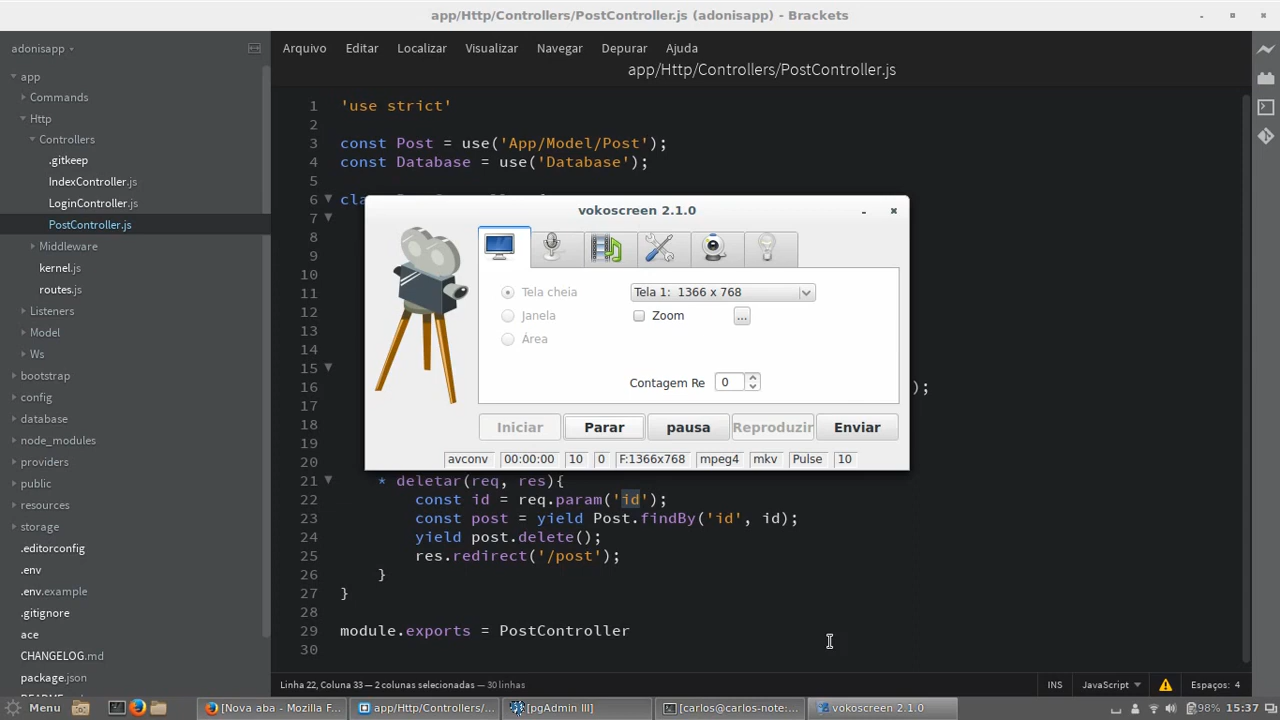 app/Http/Controllers/PostController.js (adonisapp) - Brackets
adonisapp
Arquivo Editar Localizar Visualizar Navegar Depurar Ajuda
app/Http/Controllers/PostController.js
app
Commands
Http
Controllers
.gitkeep
IndexController.js
LoginController.js
PostController.js
Middleware
kernel.js
routes.js
Listeners
Model
Ws
bootstrap
config
database
node_modules
providers
public
resources
storage
.editorconfig
.env
.env.example
.gitignore
ace
CHANGELOG.md
package.json
1 'use strict'
2
3 const Post = use('App/Model/Post');
4 const Database = use('Database');
5
6
7
8
9
10
11
12
13
14
15
16 );
17
18
19
20
21 * deletar(req, res){
22 const id = req.param('id');
23 const post = yield Post.findBy('id', id);
24 yield post.delete();
25 res.redirect('/post');
26 }
27 }
28
29 module.exports = PostController
30
vokoscreen 2.1.0
Tela cheia
Tela 1: 1366 x 768
Janela
Zoom
...
Área
Contagem Re 0
Iniciar Parar pausa Reproduzir Enviar
avconv 00:00:00 10 0 F:1366x768 mpeg4 mkv Pulse 10
Linha 22, Coluna 33 — 2 colunas selecionadas — 30 linhas
INS JavaScript Espaços: 4
Menu
[Nova aba - Mozilla F...
app/Http/Controllers/...
[pgAdmin III]
[carlos@carlos-note:...
vokoscreen 2.1.0
98% 15:37